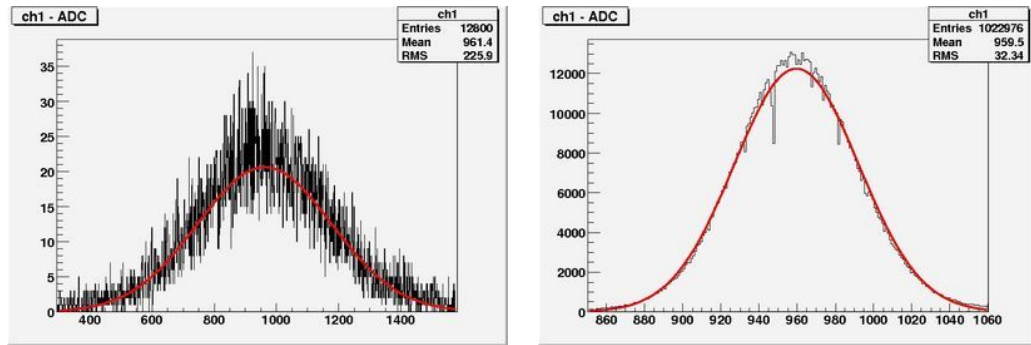 ch1 - ADC
ch1
Entries 12800
Mean 961.4
RMS 225.9
35
30
25
20
15
10
5
0
400 600 800 1000 1200 1400
ch1 - ADC
ch1
Entries 1022976
Mean 959.5
RMS 32.34
12000
10000
8000
6000
4000
2000
0
860 880 900 920 940 960 980 1000 1020 1040 1060